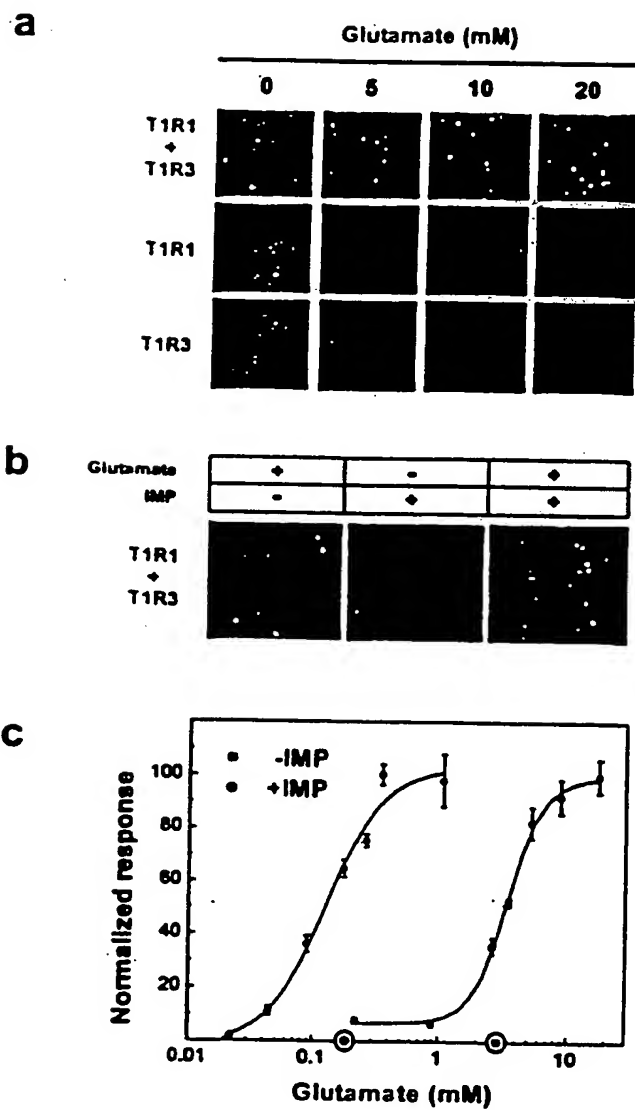 a
Glutamate (mM)
0 5 10 20
T1R1
+
T1R3
T1R1
T1R3
b
Glutamate + - +
IMP - + +
T1R1
+
T1R3
c
-IMP
+IMP
Normalized response
100
80
60
40
20
0.01 0.1 1 10
Glutamate (mM)